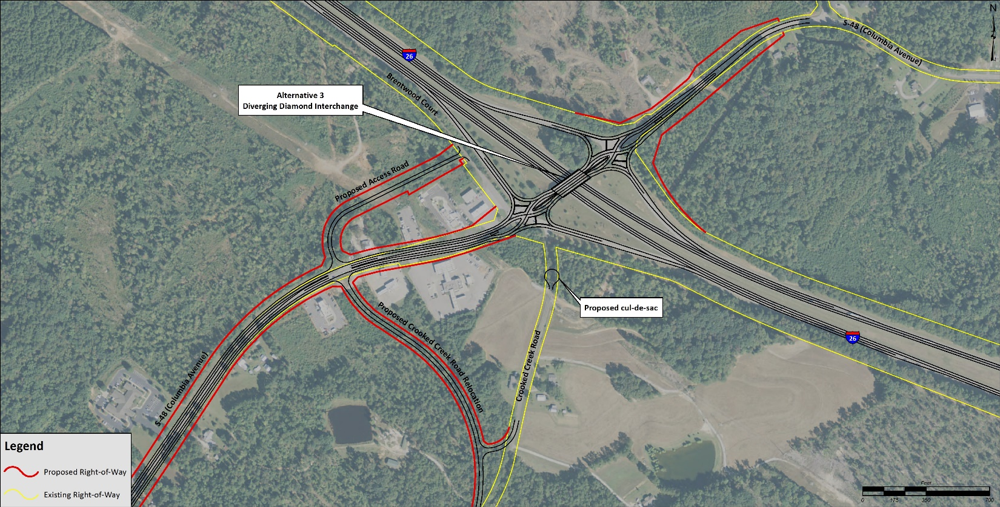 N
S-48 (Columbia Avenue)
26
Brentwood Court
Alternative 3
Diverging Diamond Interchange
Proposed Access Road
Proposed cul-de-sac
Proposed Crooked Creek Road Relocation
Crooked Creek Road
26
S-48 (Columbia Avenue)
Legend
Proposed Right-of-Way
Existing Right-of-Way
Feet
0 175 350 700